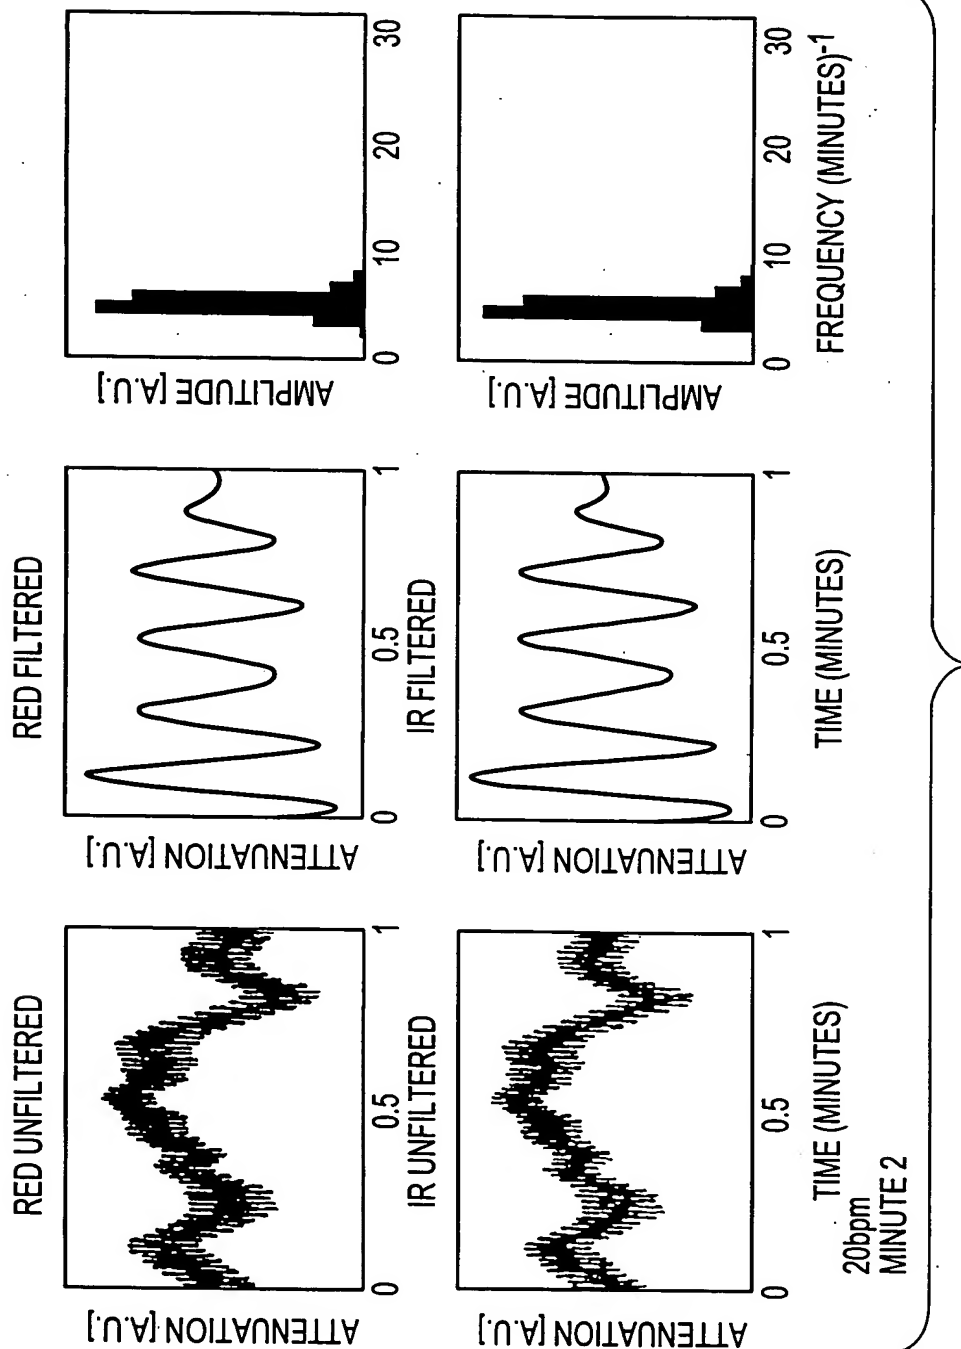 RED UNFILTERED
RED FILTERED
ATTENUATION [A.U.]
0
0.5
1
ATTENUATION [A.U.]
0
0.5
1
AMPLITUDE [A.U.]
0
10
20
30
IR UNFILTERED
IR FILTERED
ATTENUATION [A.U.]
0
0.5
1
TIME (MINUTES)
ATTENUATION [A.U.]
0
0.5
1
TIME (MINUTES)
AMPLITUDE [A.U.]
0
10
20
30
FREQUENCY (MINUTES)-1
20bpm
MINUTE 2